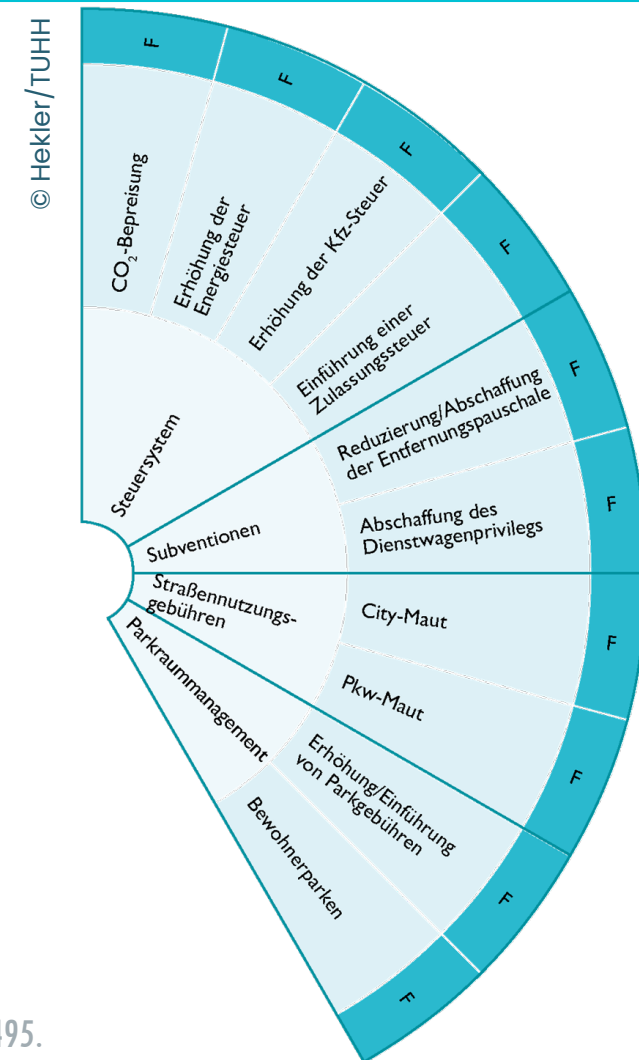 © Hekler/TUHH
F
F
F
F
F
F
F
F
F
F
CO₂-Bepreisung
Erhöhung der
Energiesteuer
Erhöhung der Kfz-Steuer
Einführung einer
Zulassungssteuer
Reduzierung/Abschaffung
der Entfernungspauschale
Abschaffung des
Dienstwagenprivilegs
City-Maut
Pkw-Maut
Erhöhung/Einführung
von Parkgebühren
Bewohnerparken
Steuersystem
Subventionen
Straßennutzungs-
gebühren
Parkraummanagement
495.